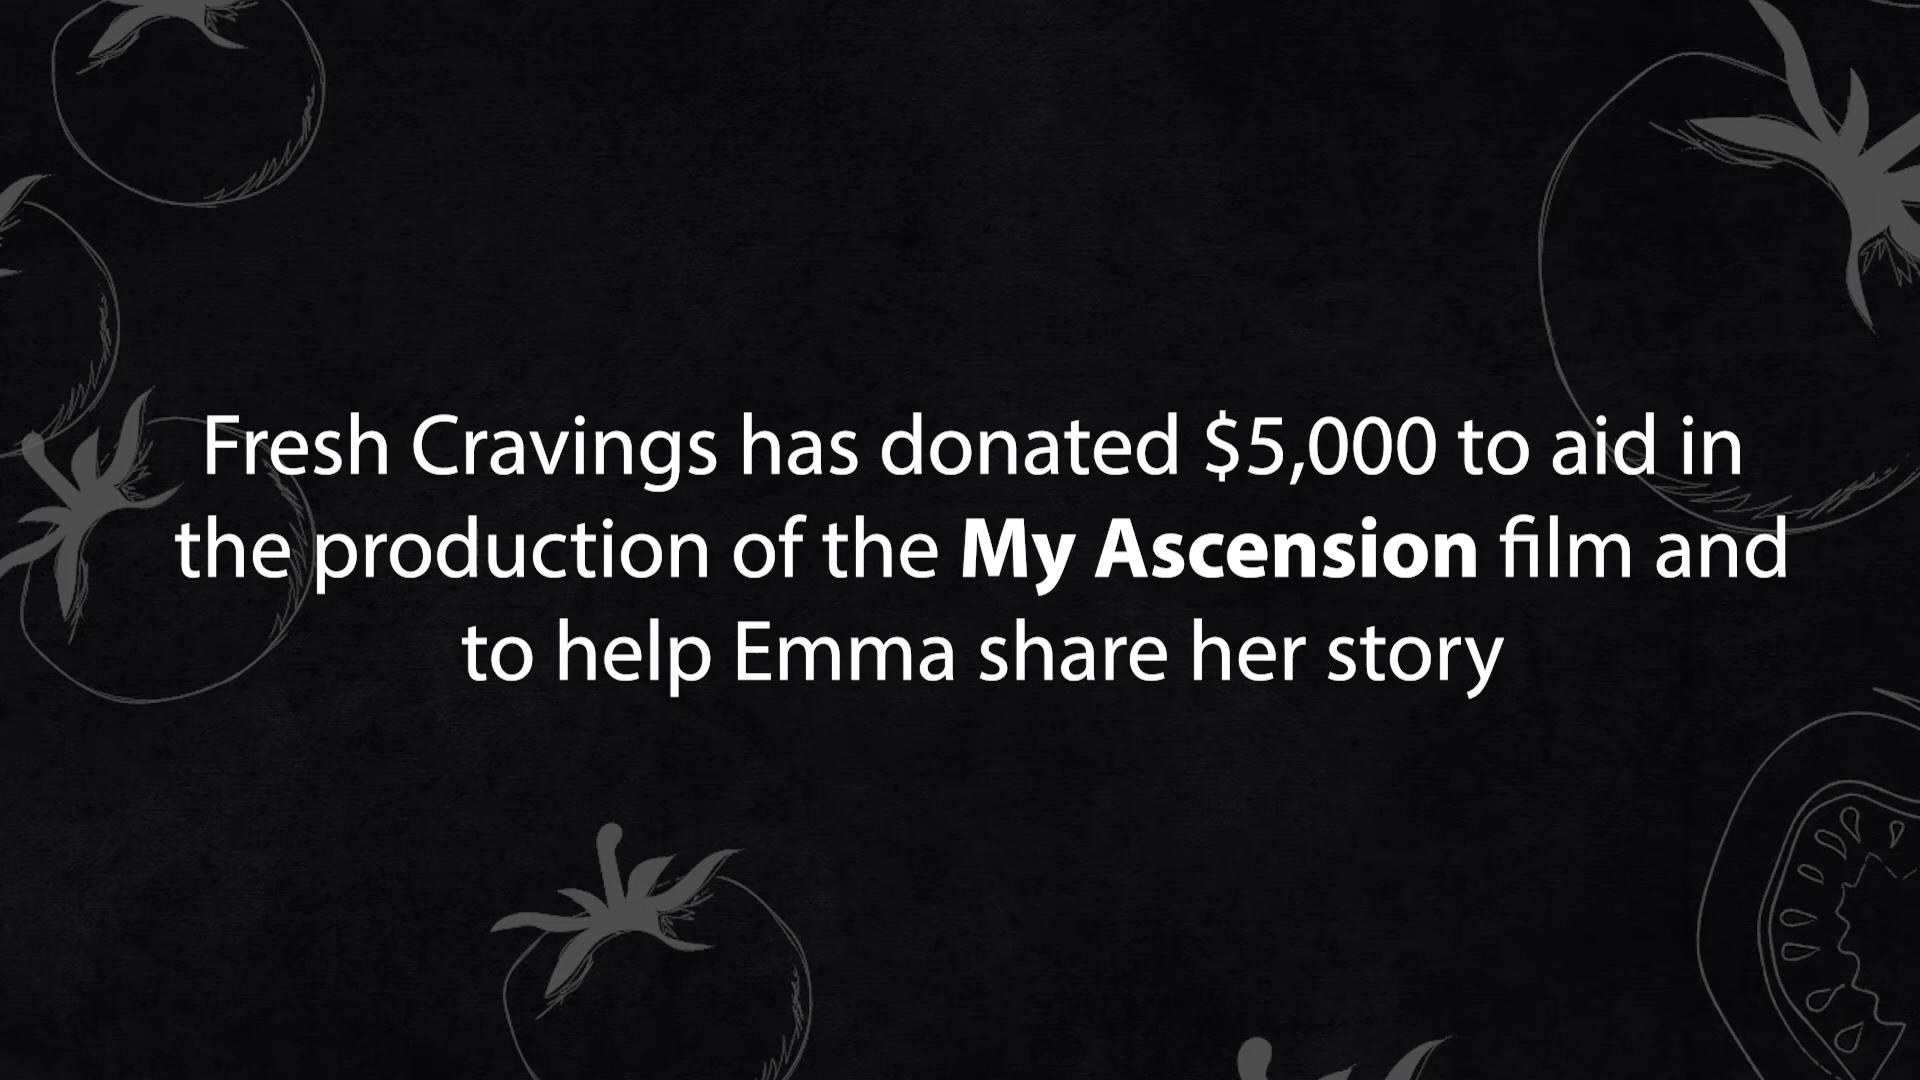 Fresh Cravings has donated $5,000 to aid in
the production of the My Ascension film and
to help Emma share her story